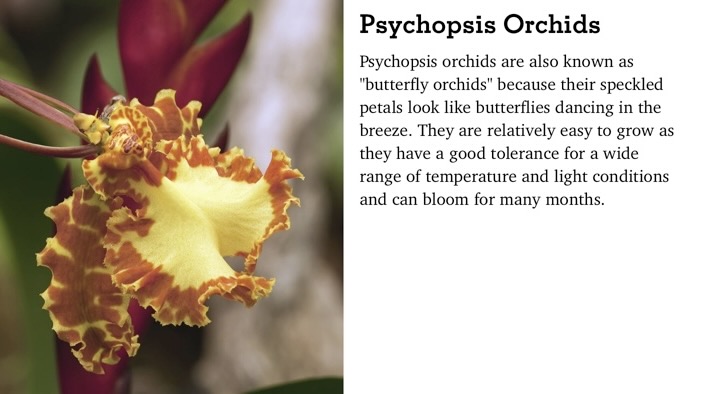 Psychopsis Orchids
Psychopsis orchids are also known as
"butterfly orchids" because their speckled
petals look like butterflies dancing in the
breeze. They are relatively easy to grow as
they have a good tolerance for a wide
range of temperature and light conditions
and can bloom for many months.